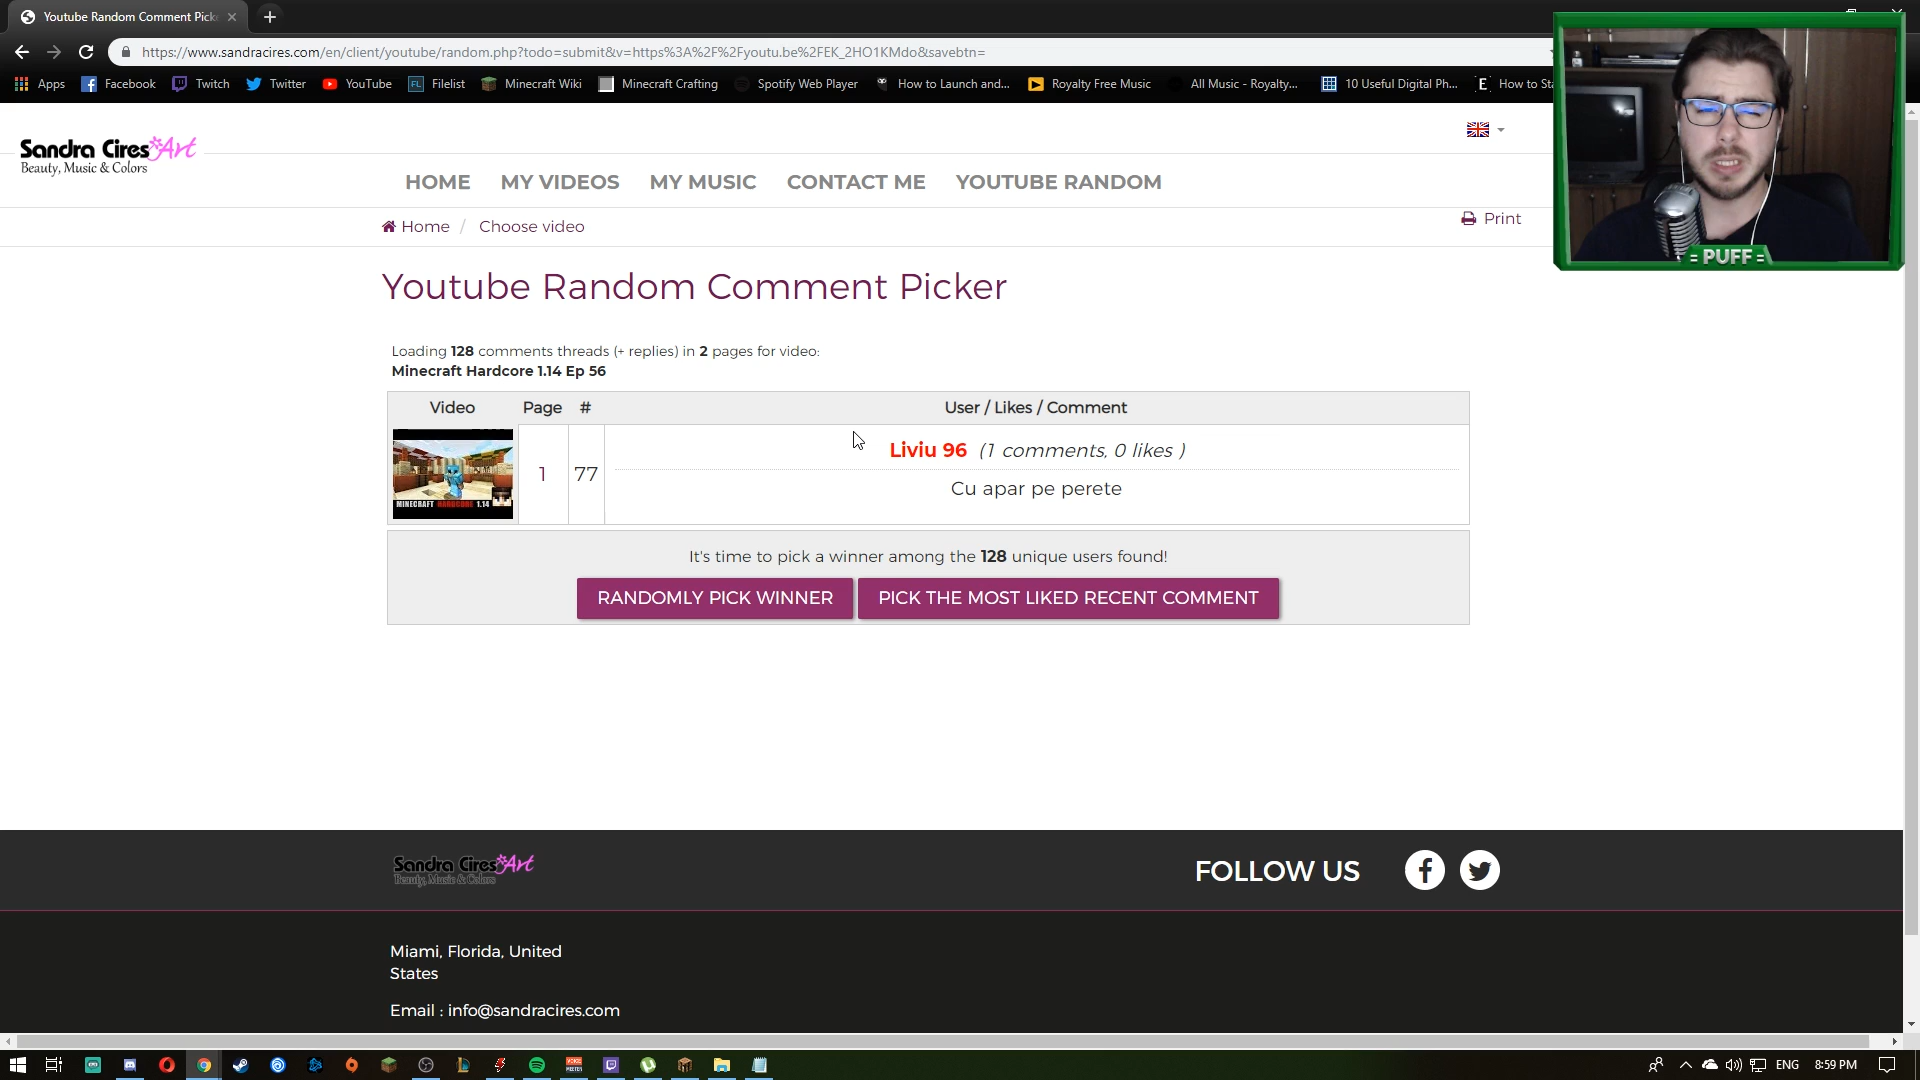 Youtube Random Comment Pick
https://www.sandracires.com/en/client/youtube/random.php?todo=submit&v=https%3A%2F%2Fyoutu.be%2FEK_2HO1KMdo&savebtn=
Apps Facebook Twitch Twitter YouTube FL Filelist Minecraft Wiki Minecraft Crafting Spotify Web Player How to Launch and... Royalty Free Music All Music - Royalty... 10 Useful Digital Ph... E How to Sta
Sandra Cires Art
Beauty, Music & Colors
HOME MY VIDEOS MY MUSIC CONTACT ME YOUTUBE RANDOM
Home / Choose video
Print
= PUFF =
Youtube Random Comment Picker
Loading 128 comments threads (+ replies) in 2 pages for video:
Minecraft Hardcore 1.14 Ep 56
Video Page # User / Likes / Comment
MINECRAFT HARDCORE 1.14
1 77
Liviu 96 (1 comments, 0 likes )
Cu apar pe perete
It's time to pick a winner among the 128 unique users found!
RANDOMLY PICK WINNER PICK THE MOST LIKED RECENT COMMENT
Sandra Cires Art
Beauty, Music & Colors
FOLLOW US
Miami, Florida, United
States
Email : info@sandracires.com
ENG 8:59 PM